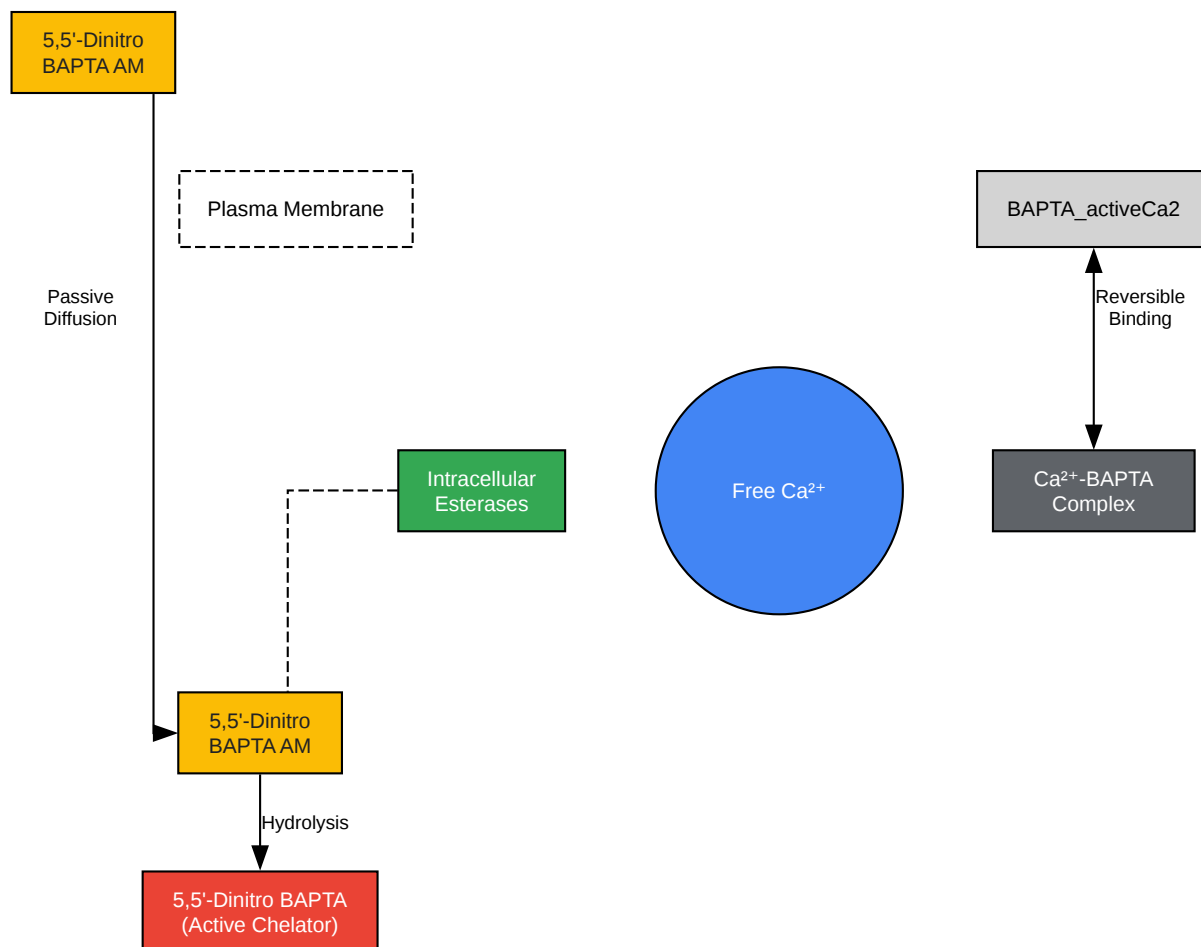 5,5'-Dinitro
BAPTA AM
Plasma Membrane
BAPTA_activeCa2
Passive
Diffusion
Reversible
Binding
Intracellular
Esterases
Free Ca²⁺
Ca²⁺-BAPTA
Complex
5,5'-Dinitro
BAPTA AM
Hydrolysis
5,5'-Dinitro BAPTA
(Active Chelator)